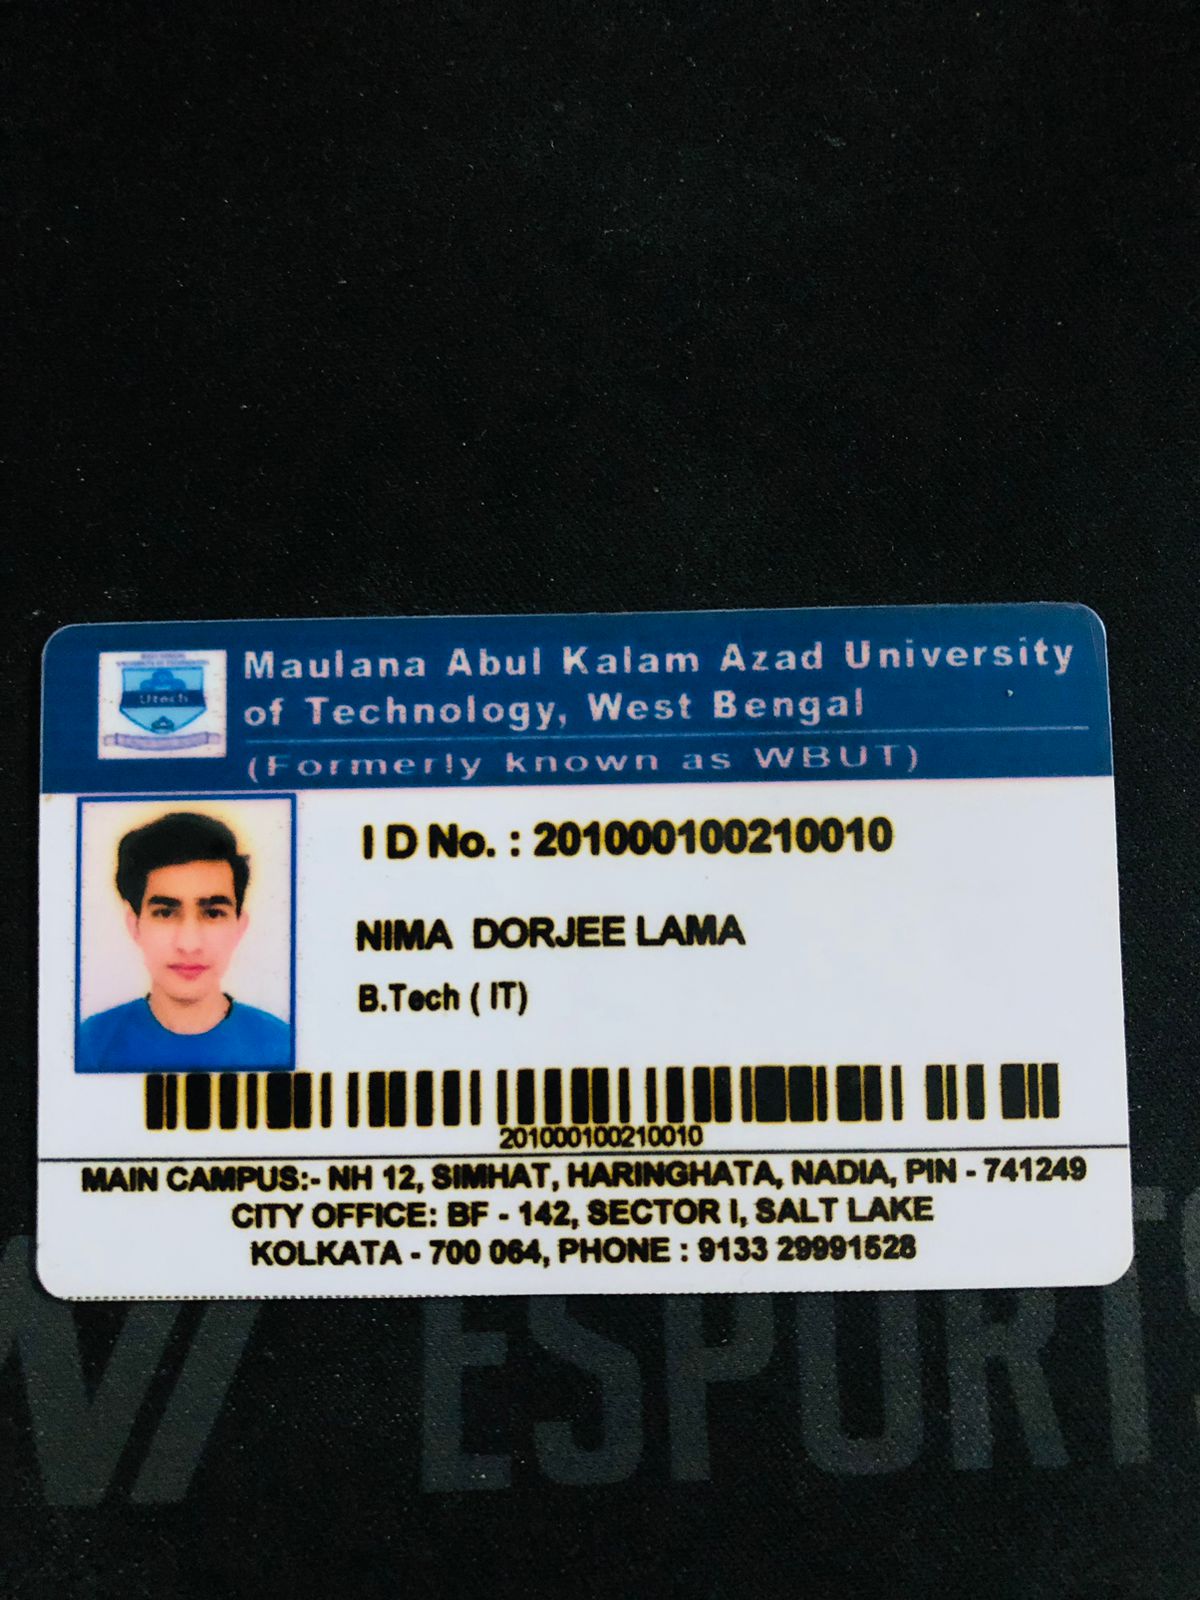 Utech
Maulana Abul Kalam Azad University
of Technology, West Bengal
(Formerly known as WBUT)
I D No. : 201000100210010
NIMA DORJEE LAMA
B.Tech ( IT)
201000100210010
MAIN CAMPUS:- NH 12, SIMHAT, HARINGHATA, NADIA, PIN - 741249
CITY OFFICE: BF - 142, SECTOR I, SALT LAKE
KOLKATA - 700 064, PHONE : 9133 29991528
ESPORTS